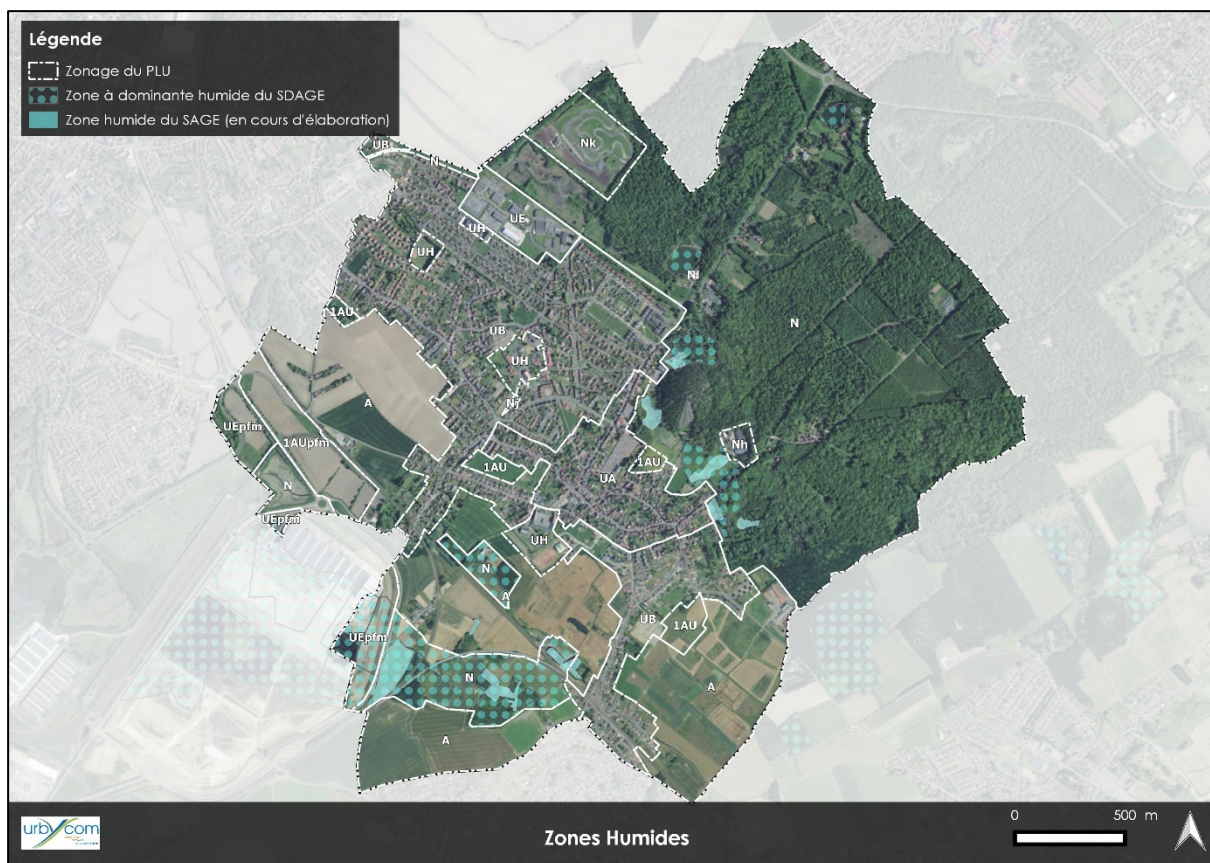 Légende
Zonage du PLU
Zone à dominante humide du SDAGE
Zone humide du SAGE (en cours d'élaboration)
UB
N
Nk
UE
UH
UH
Nl
1AU
UB
UH
N
A
Nj
UEpfm
1AUpfm
Nh
1AU
1AU
UA
N
UEpfm
UH
N
A
UB
1AU
UEpfm
N
A
A
urbycom
Zones Humides
0 500 m